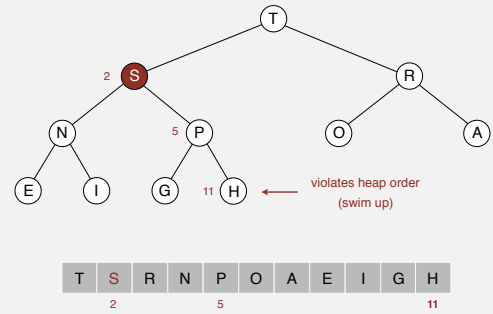 T
2 S R
N 5 P O A
E I G 11 H violates heap order
(swim up)
T S R N P O A E I G H
2 5 11